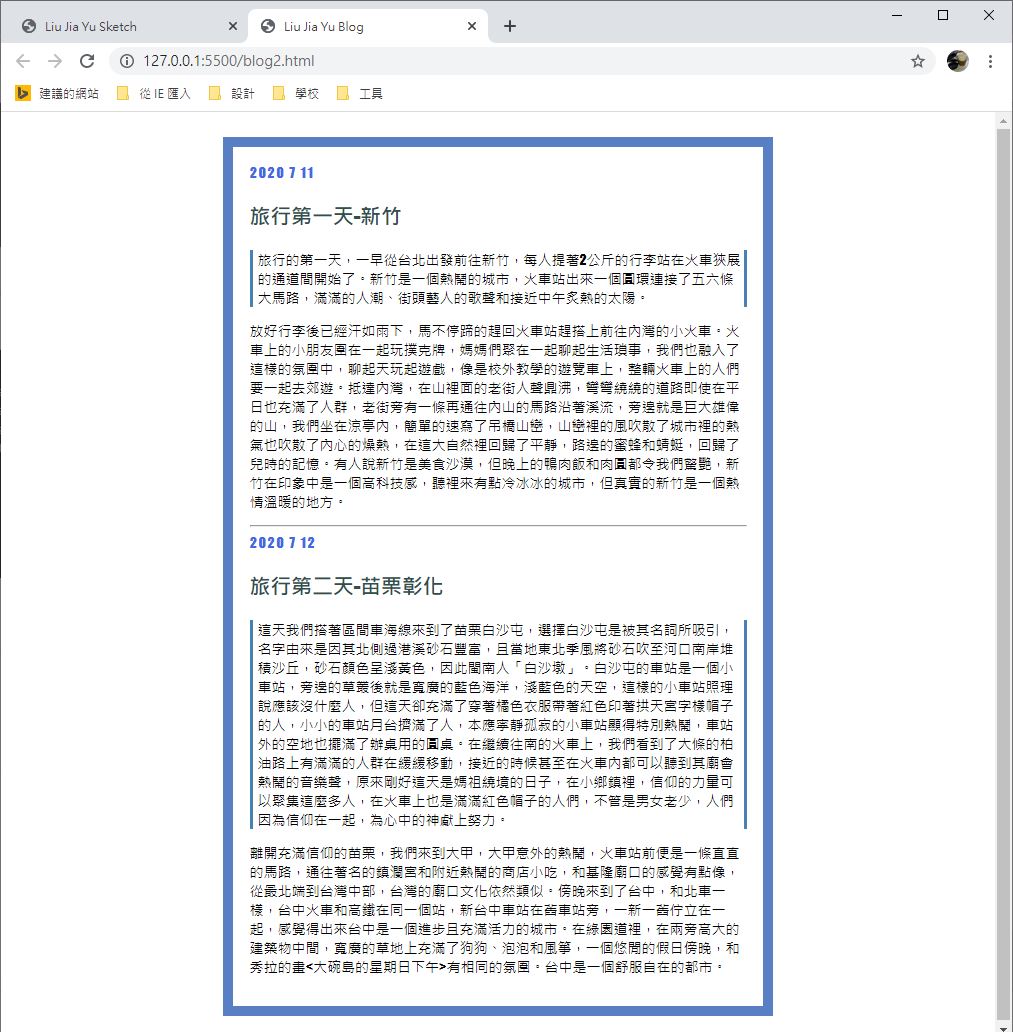 Liu Jia Yu Sketch
Liu Jia Yu Blog
127.0.0.1:5500/blog2.html
建議的網站
從 IE 匯入
設計
學校
工具
2020 7 11
旅行第一天-新竹
旅行的第一天，一早從台北出發前往新竹，每人提著2公斤的行李站在火車狹展
的通道間開始了。新竹是一個熱鬧的城市，火車站出來一個圓環連接了五六條
大馬路，滿滿的人潮、街頭藝人的歌聲和接近中午炙熱的太陽。
放好行李後已經汗如雨下，馬不停蹄的趕回火車站趕搭上前往內灣的小火車。火
車上的小朋友圍在一起玩撲克牌，媽媽們聚在一起聊起生活瑣事，我們也融入了
這樣的氛圍中，聊起天玩起遊戲，像是校外教學的遊覽車上，整輛火車上的人們
要一起去郊遊。抵達內灣，在山裡面的老街人聲鼎沸，彎彎繞繞的道路即使在平
日也充滿了人群，老街旁有一條再通往內山的馬路沿著溪流，旁邊就是巨大雄偉
的山，我們坐在涼亭內，簡單的速寫了吊橋山巒，山巒裡的風吹散了城市裡的熱
氣也吹散了內心的燥熱，在這大自然裡回歸了平靜，路邊的蜜蜂和蜻蜓，回歸了
兒時的記憶。有人說新竹是美食沙漠，但晚上的鴨肉飯和肉圓都令我們驚艷，新
竹在印象中是一個高科技感，聽裡來有點冷冰冰的城市，但真實的新竹是一個熱
情溫暖的地方。
2020 7 12
旅行第二天-苗栗彰化
這天我們搭著區間車海線來到了苗栗白沙屯，選擇白沙屯是被其名詞所吸引，
名字由來是因其北側過港溪砂石豐富，且當地東北季風將砂石吹至河口南岸堆
積沙丘，砂石顏色呈淺黃色，因此閩南人「白沙墩」。白沙屯的車站是一個小
車站，旁邊的草叢後就是寬廣的藍色海洋，淺藍色的天空，這樣的小車站照理
說應該沒什麼人，但這天卻充滿了穿著橘色衣服帶著紅色印著拱天宮字樣帽子
的人，小小的車站月台擠滿了人，本應寧靜孤寂的小車站顯得特別熱鬧，車站
外的空地也擺滿了辦桌用的圓桌。在繼續往南的火車上，我們看到了大條的柏
油路上有滿滿的人群在緩緩移動，接近的時候甚至在火車內都可以聽到其廟會
熱鬧的音樂聲，原來剛好這天是媽祖繞境的日子，在小鄉鎮裡，信仰的力量可
以聚集這麼多人，在火車上也是滿滿紅色帽子的人們，不管是男女老少，人們
因為信仰在一起，為心中的神獻上努力。
離開充滿信仰的苗栗，我們來到大甲，大甲意外的熱鬧，火車站前便是一條直直
的馬路，通往著名的鎮瀾宮和附近熱鬧的商店小吃，和基隆廟口的感覺有點像，
從最北端到台灣中部，台灣的廟口文化依然類似。傍晚來到了台中，和北車一
樣，台中火車和高鐵在同一個站，新台中車站在舊車站旁，一新一舊佇立在一
起，感覺得出來台中是一個進步且充滿活力的城市。在綠園道裡，在兩旁高大的
建築物中間，寬廣的草地上充滿了狗狗、泡泡和風箏，一個悠閒的假日傍晚，和
秀拉的畫<大碗島的星期日下午>有相同的氛圍。台中是一個舒服自在的都市。